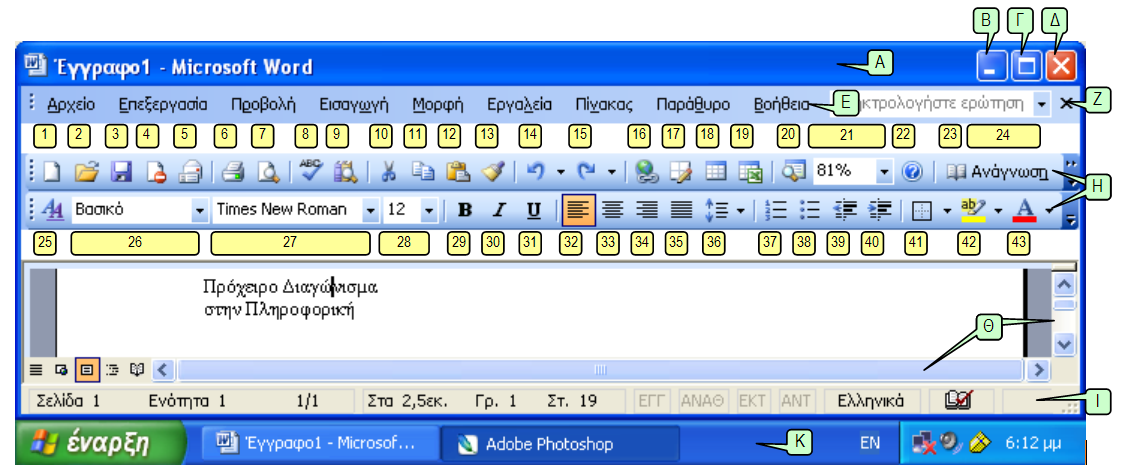 Β Γ Δ
Έγγραφο1 - Microsoft Word Α
Αρχείο Επεξεργασία Προβολή Εισαγωγή Μορφή Εργαλεία Πίνακας Παράθυρο Βοήθεια Ε κτρολογήστε ερώτηση Ζ
1 2 3 4 5 6 7 8 9 10 11 12 13 14 15 16 17 18 19 20 21 22 23 24
ABC 81% Ανάγνωση Η
Βασικό Times New Roman 12 B I U ab A
25 26 27 28 29 30 31 32 33 34 35 36 37 38 39 40 41 42 43
Πρόχειρο Διαγώνισμα
στην Πληροφορική
Θ
Σελίδα 1 Ενότητα 1 1/1 Στα 2,5εκ. Γρ. 1 Στ. 19 ΕΓΓ ΑΝΑΘ ΕΚΤ ΑΝΤ Ελληνικά Ι
έναρξη Έγγραφο1 - Microsof... Adobe Photoshop Κ EN 6:12 μμ